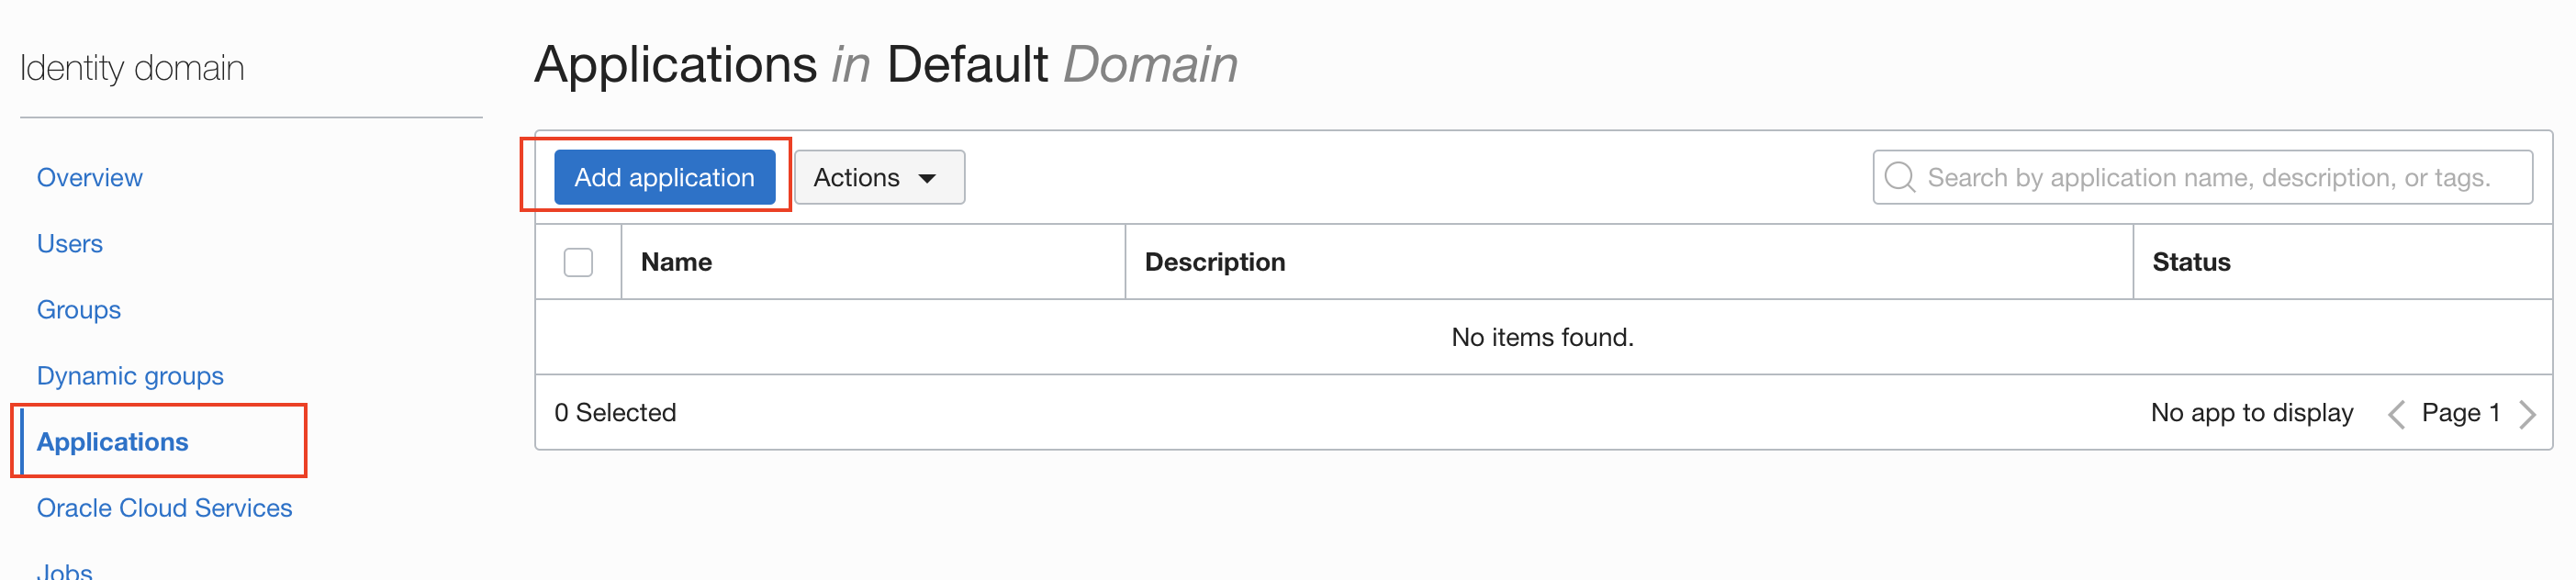 Identity domain
Overview
Users
Groups
Dynamic groups
Applications
Oracle Cloud Services
Jobs
Applications in Default Domain
Add application
Actions
Search by application name, description, or tags.
Name Description Status
No items found.
0 Selected No app to display Page 1